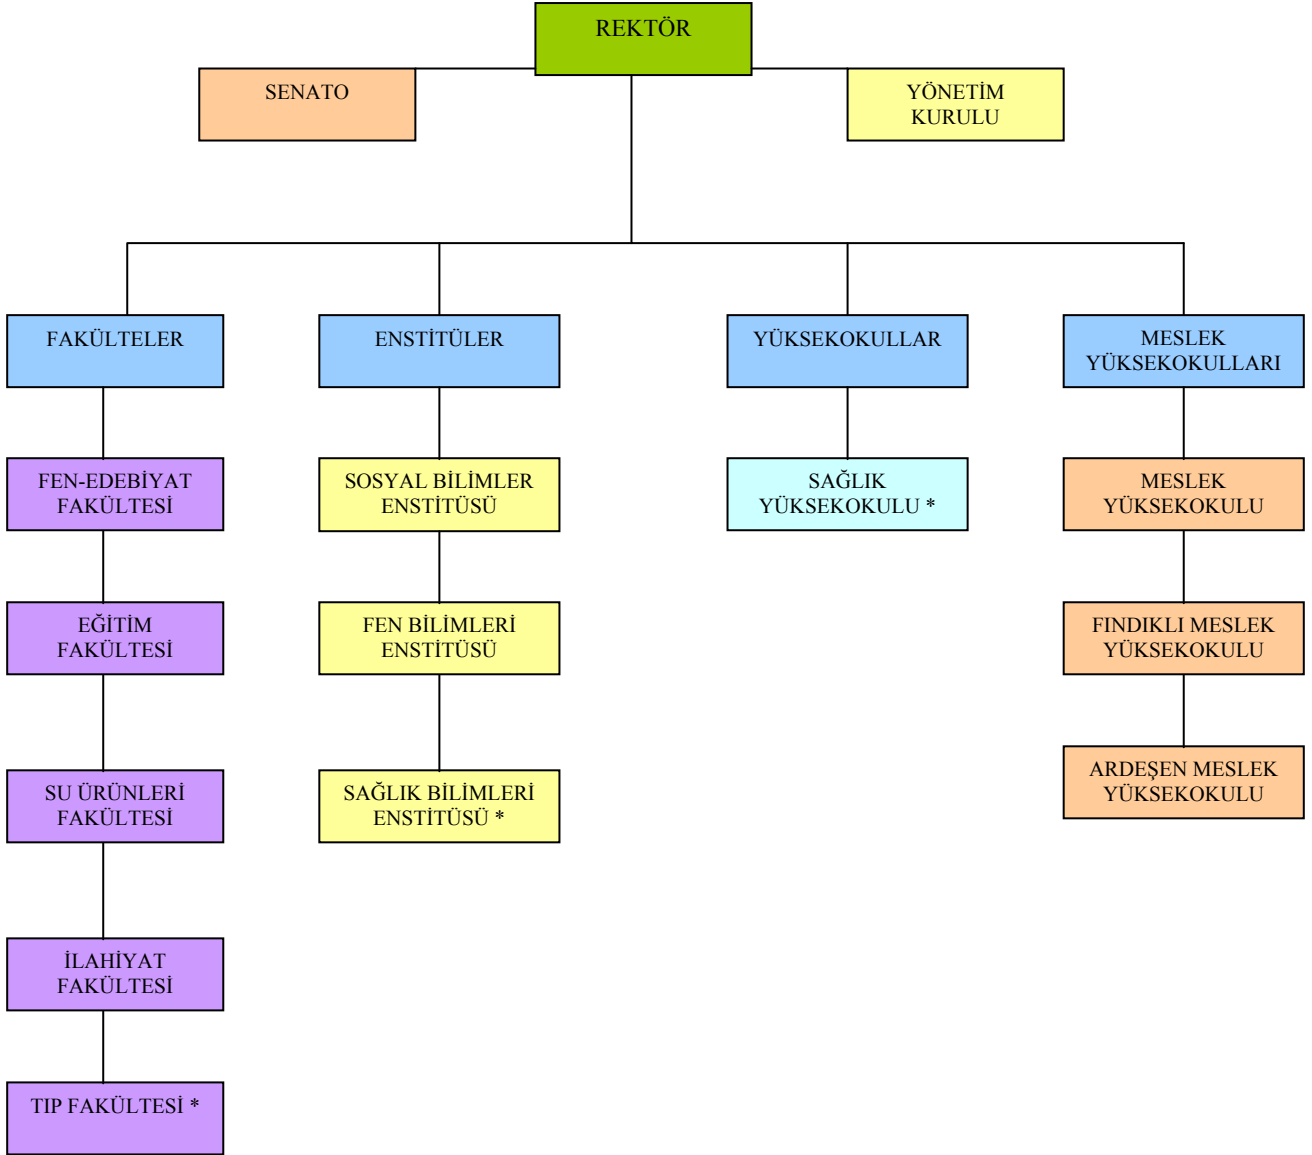 REKTÖR
SENATO
YÖNETİM
KURULU
FAKÜLTELER
ENSTİTÜLER
YÜKSEKOKULLAR
MESLEK
YÜKSEKOKULLARI
FEN-EDEBİYAT
FAKÜLTESİ
SOSYAL BİLİMLER
ENSTİTÜSÜ
SAĞLIK
YÜKSEKOKULU *
MESLEK
YÜKSEKOKULU
EĞİTİM
FAKÜLTESİ
FEN BİLİMLERİ
ENSTİTÜSÜ
FINDIKLI MESLEK
YÜKSEKOKULU
SU ÜRÜNLERİ
FAKÜLTESİ
SAĞLIK BİLİMLERİ
ENSTİTÜSÜ *
ARDEŞEN MESLEK
YÜKSEKOKULU
İLAHİYAT
FAKÜLTESİ
TIP FAKÜLTESİ *